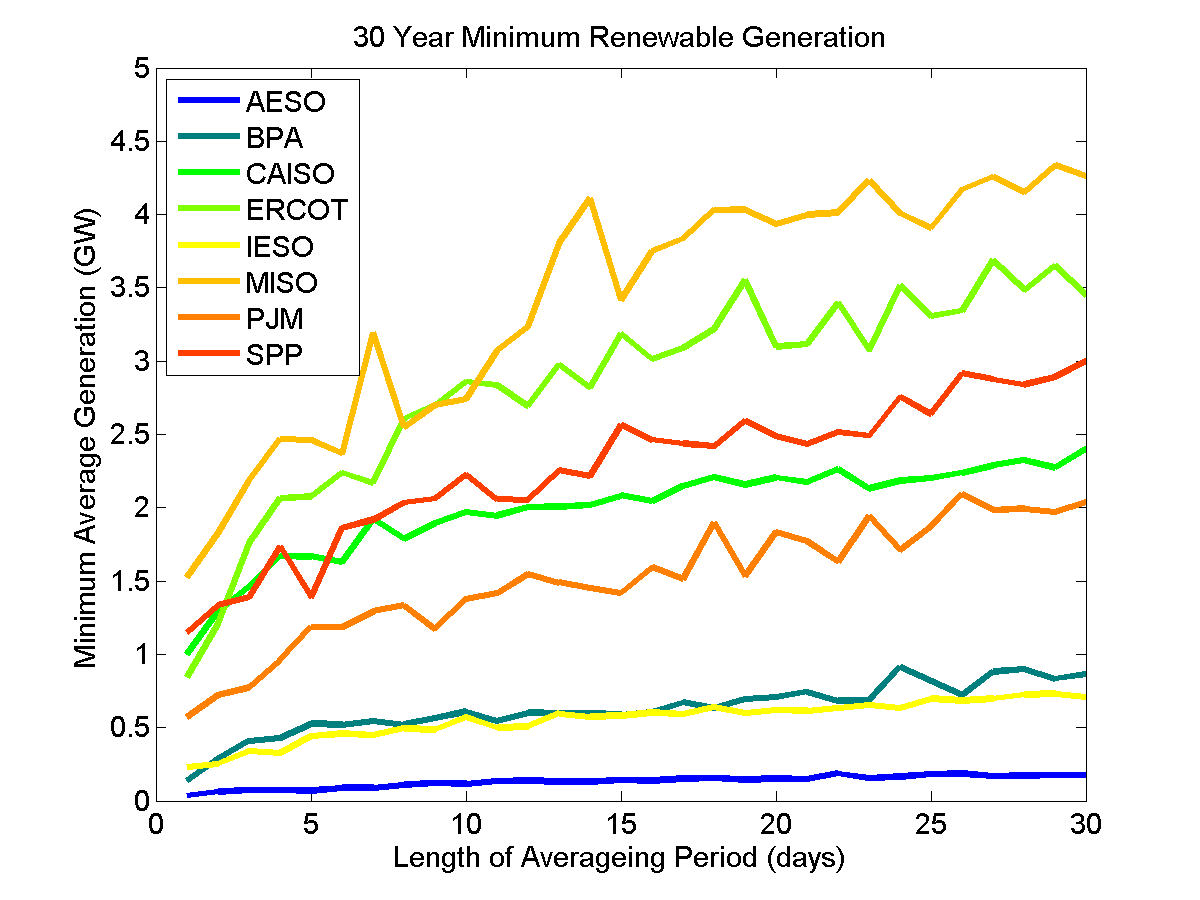 30 Year Minimum Renewable Generation
Minimum Average Generation (GW)
5
4.5
4
3.5
3
2.5
2
1.5
1
0.5
0
AESO
BPA
CAISO
ERCOT
IESO
MISO
PJM
SPP
0 5 10 15 20 25 30
Length of Averageing Period (days)